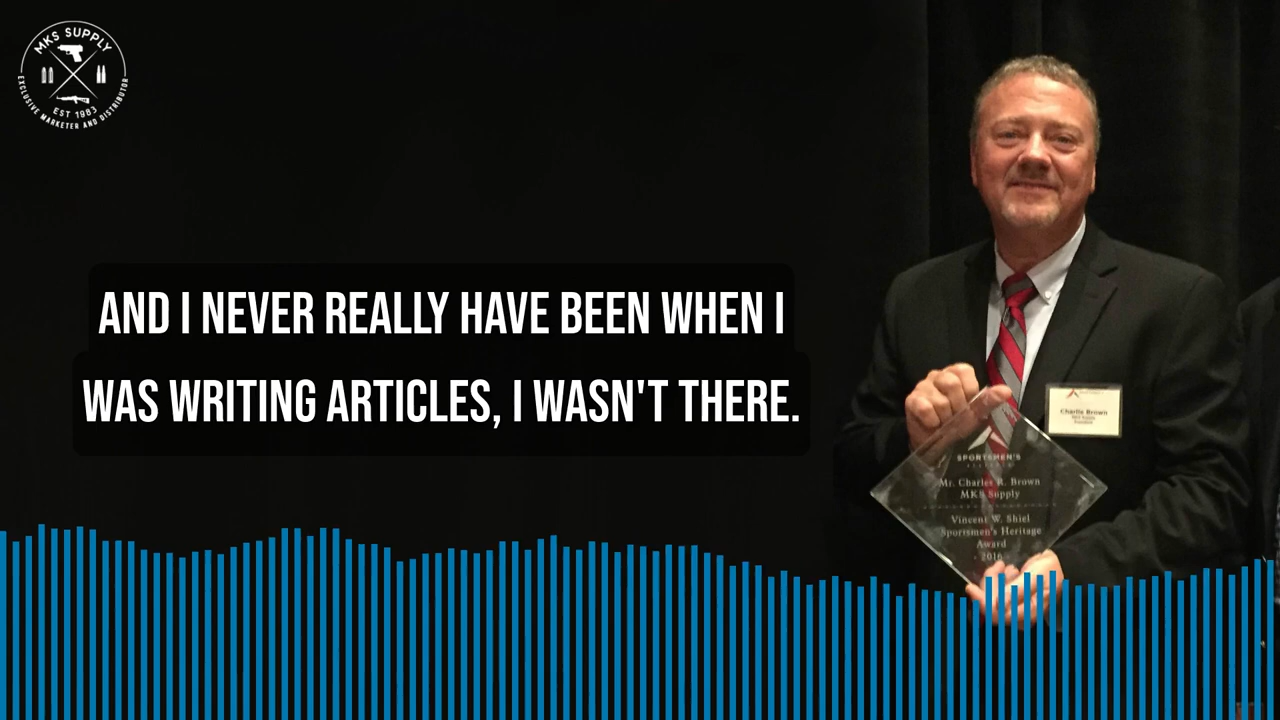 MKS SUPPLY
EST 1983
EXCLUSIVE MARKETER AND DISTRIBUTOR
AND I NEVER REALLY HAVE BEEN WHEN I
WAS WRITING ARTICLES, I WASN'T THERE.
Charlie Brown
SPORTSMEN'S
Mr. Charles R. Brown
MKS Supply
Vincent W. Shiel
Sportsmen's Heritage
Award
- 2016 -